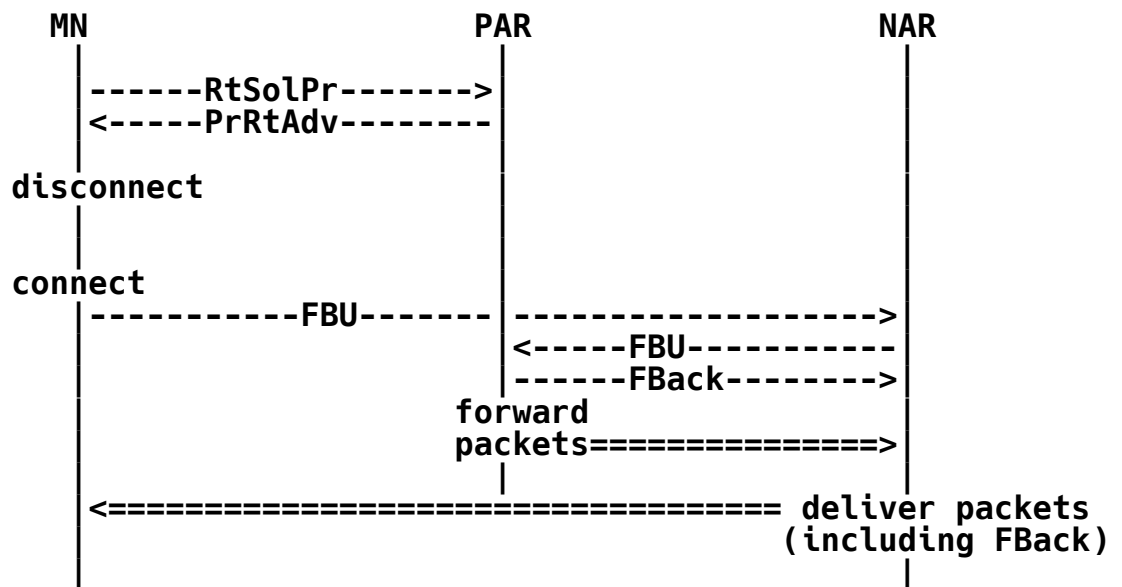 MN PAR NAR
------RtSolPr------->
<-----PrRtAdv--------
disconnect
connect
-----------FBU-------|------------------->
<-----FBU-----------
------FBack-------->
forward
packets===============>
<=================================== deliver packets
(including FBack)